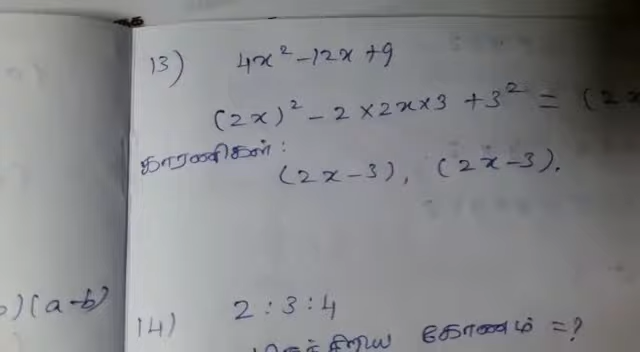 13) 4x² - 12x + 9
(2x)² - 2 × 2x × 3 + 3² = (2x
காரணிகள்:
(2x - 3), (2x - 3).
)(a-b)
14) 2 : 3 : 4
கோணம் = ?